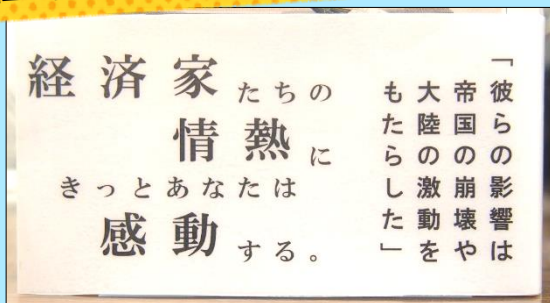 「彼らの影響は
帝国の崩壊や
大陸の激動を
もたらした」
経済家たちの
情熱に
きっとあなたは
感動する。